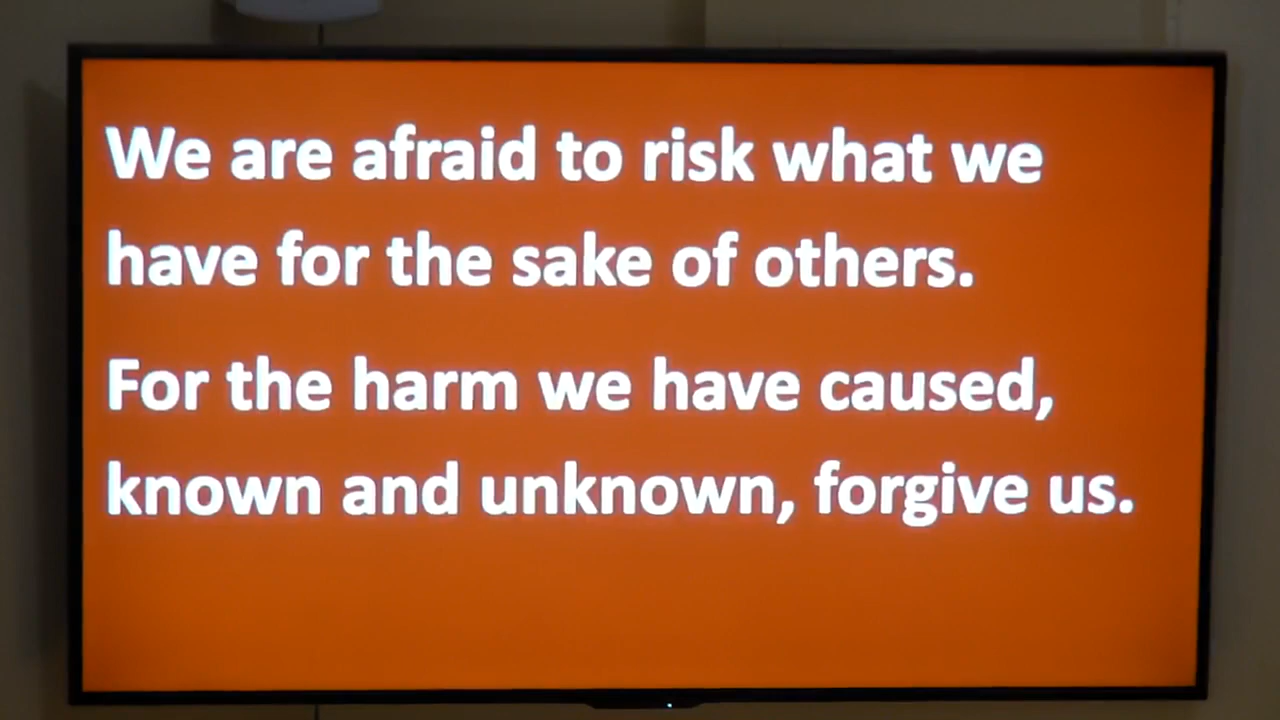 We are afraid to risk what we
have for the sake of others.
For the harm we have caused,
known and unknown, forgive us.